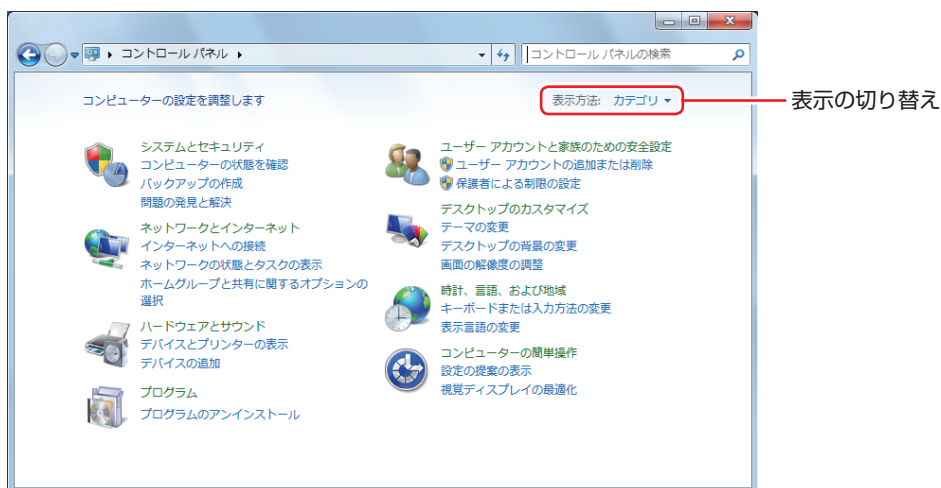 コントロール パネル
コントロール パネルの検索
コンピューターの設定を調整します
表示方法: カテゴリ
表示の切り替え
システムとセキュリティ
コンピューターの状態を確認
バックアップの作成
問題の発見と解決
ネットワークとインターネット
インターネットへの接続
ネットワークの状態とタスクの表示
ホームグループと共有に関するオプションの
選択
ハードウェアとサウンド
デバイスとプリンターの表示
デバイスの追加
プログラム
プログラムのアンインストール
ユーザー アカウントと家族のための安全設定
ユーザー アカウントの追加または削除
保護者による制限の設定
デスクトップのカスタマイズ
テーマの変更
デスクトップの背景の変更
画面の解像度の調整
時計、言語、および地域
キーボードまたは入力方法の変更
表示言語の変更
コンピューターの簡単操作
設定の提案の表示
視覚ディスプレイの最適化